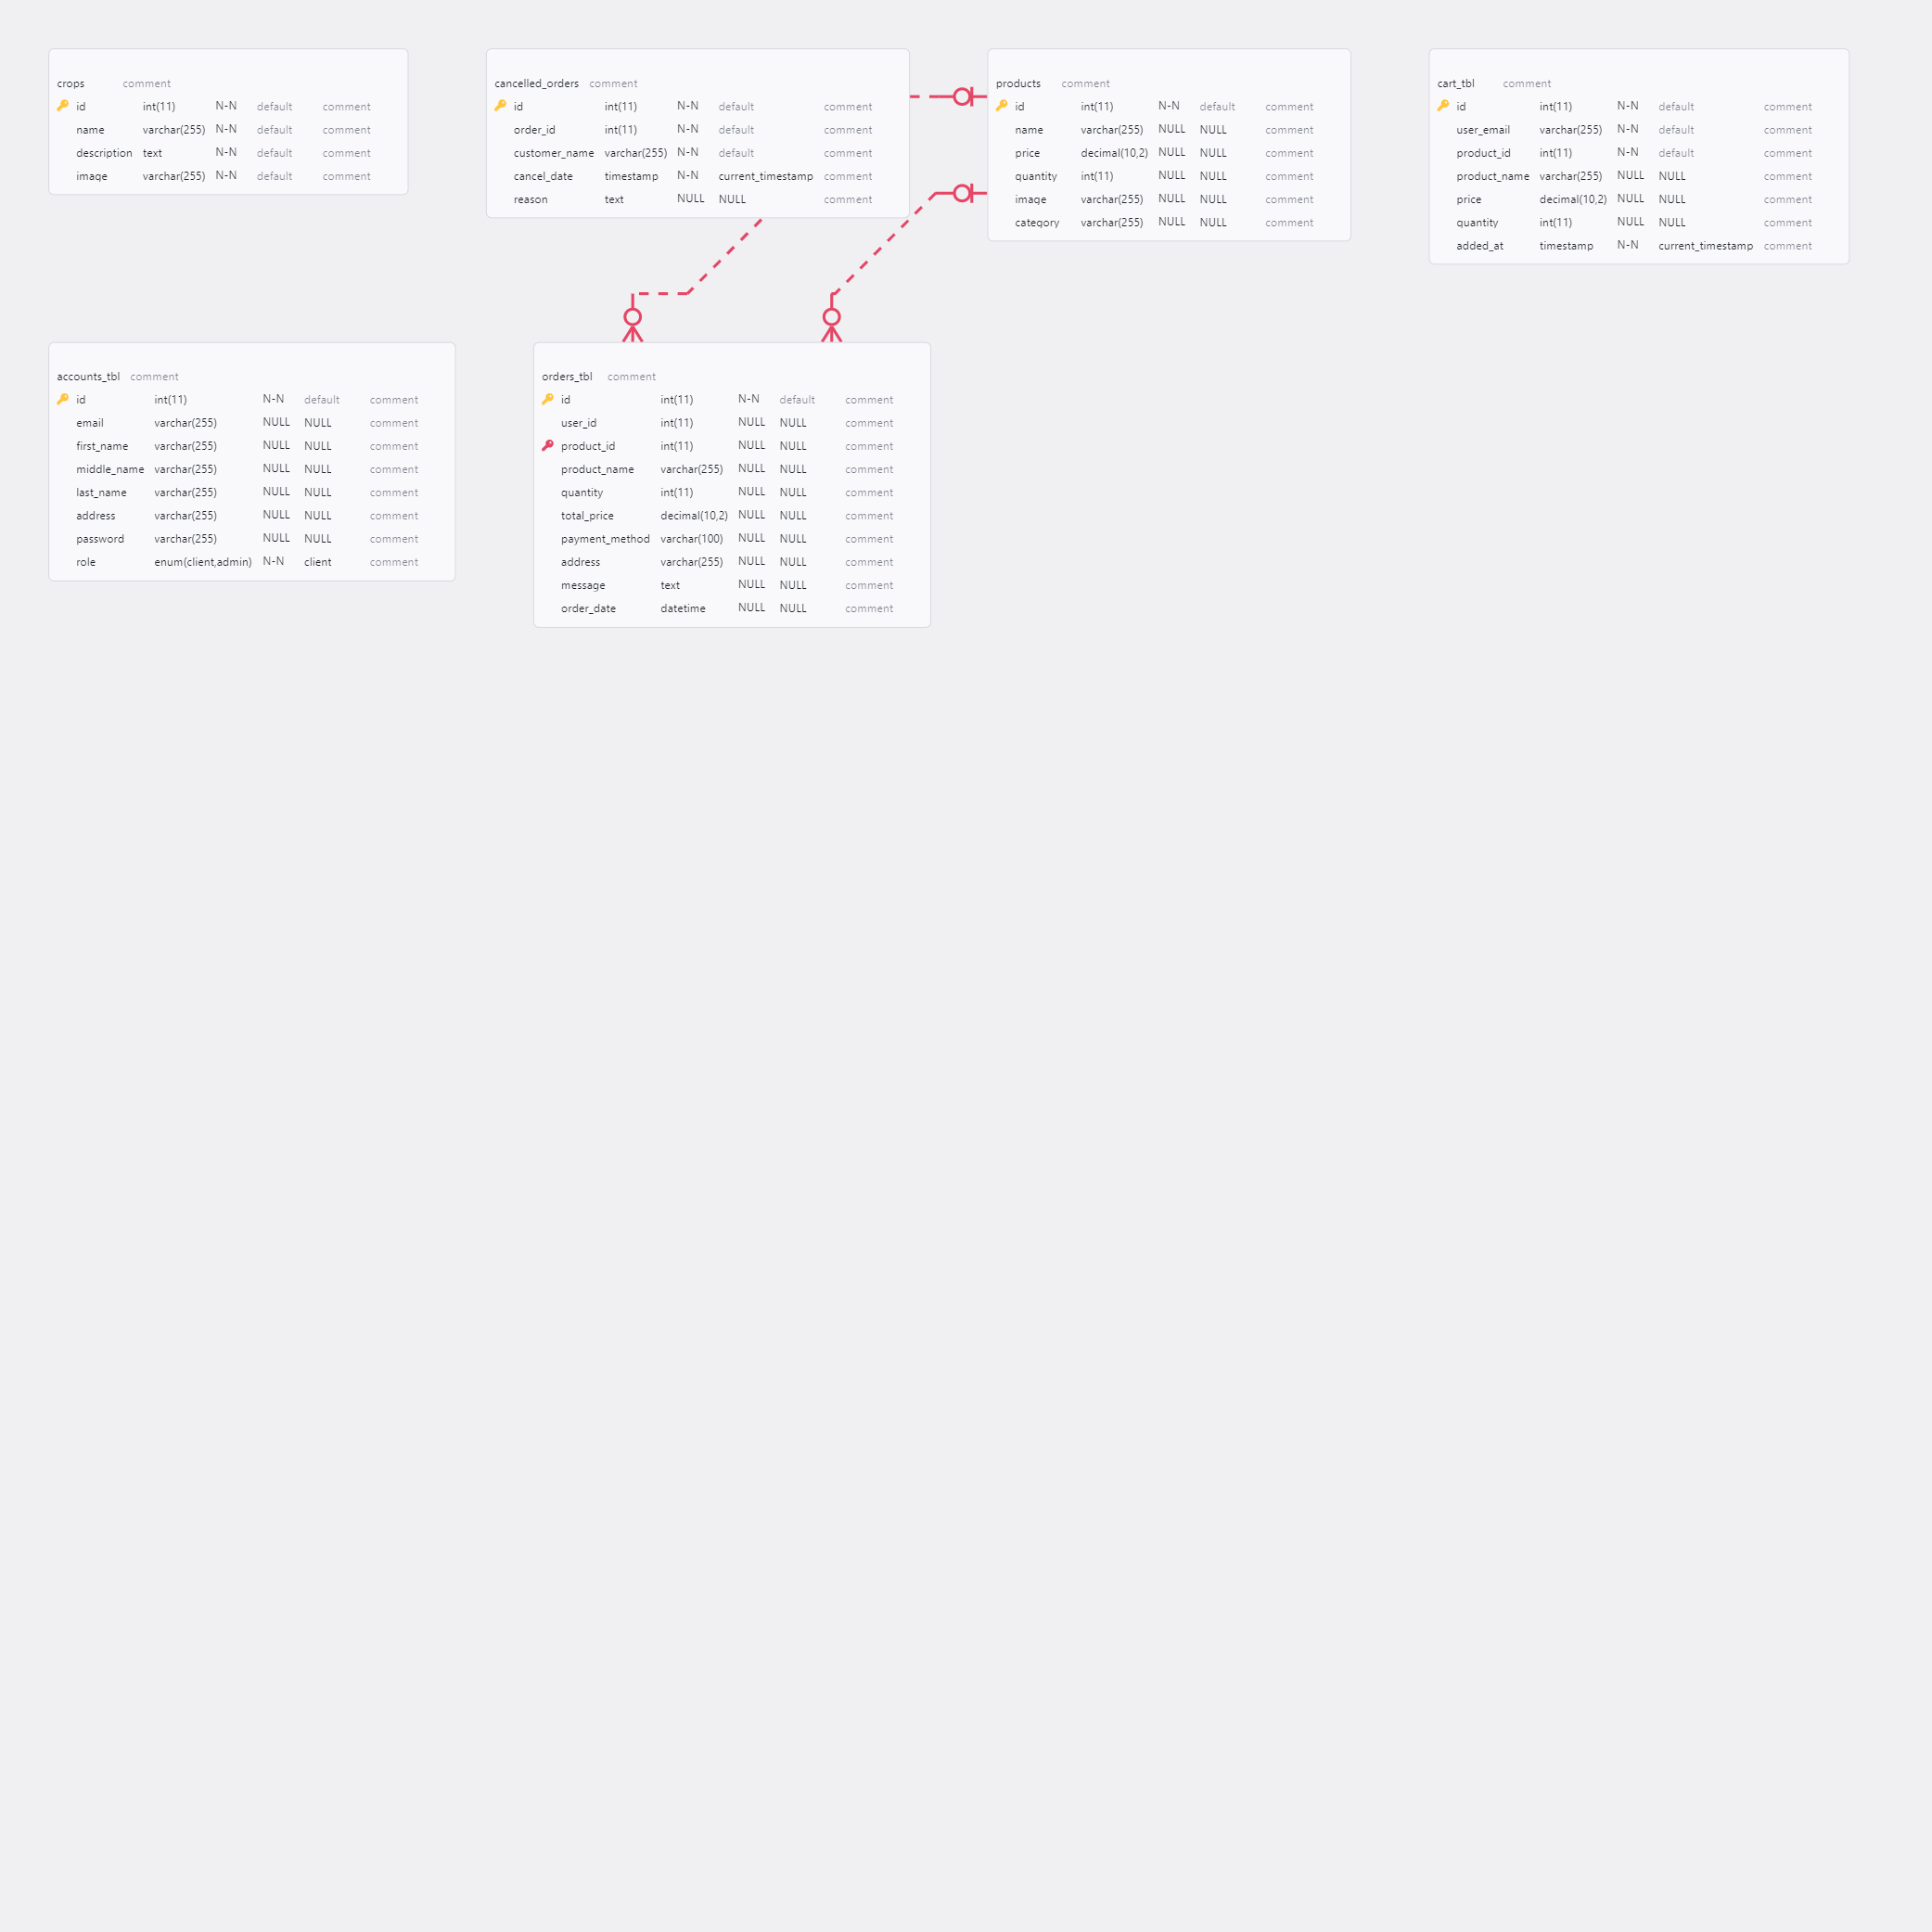 crops comment
id int(11) N-N default comment
name varchar(255) N-N default comment
description text N-N default comment
image varchar(255) N-N default comment
cancelled_orders comment
id int(11) N-N default comment
order_id int(11) N-N default comment
customer_name varchar(255) N-N default comment
cancel_date timestamp N-N current_timestamp comment
reason text NULL NULL comment
products comment
id int(11) N-N default comment
name varchar(255) NULL NULL comment
price decimal(10,2) NULL NULL comment
quantity int(11) NULL NULL comment
image varchar(255) NULL NULL comment
category varchar(255) NULL NULL comment
cart_tbl comment
id int(11) N-N default comment
user_email varchar(255) N-N default comment
product_id int(11) N-N default comment
product_name varchar(255) NULL NULL comment
price decimal(10,2) NULL NULL comment
quantity int(11) NULL NULL comment
added_at timestamp N-N current_timestamp comment
accounts_tbl comment
id int(11) N-N default comment
email varchar(255) NULL NULL comment
first_name varchar(255) NULL NULL comment
middle_name varchar(255) NULL NULL comment
last_name varchar(255) NULL NULL comment
address varchar(255) NULL NULL comment
password varchar(255) NULL NULL comment
role enum(client,admin) N-N client comment
orders_tbl comment
id int(11) N-N default comment
user_id int(11) NULL NULL comment
product_id int(11) NULL NULL comment
product_name varchar(255) NULL NULL comment
quantity int(11) NULL NULL comment
total_price decimal(10,2) NULL NULL comment
payment_method varchar(100) NULL NULL comment
address varchar(255) NULL NULL comment
message text NULL NULL comment
order_date datetime NULL NULL comment